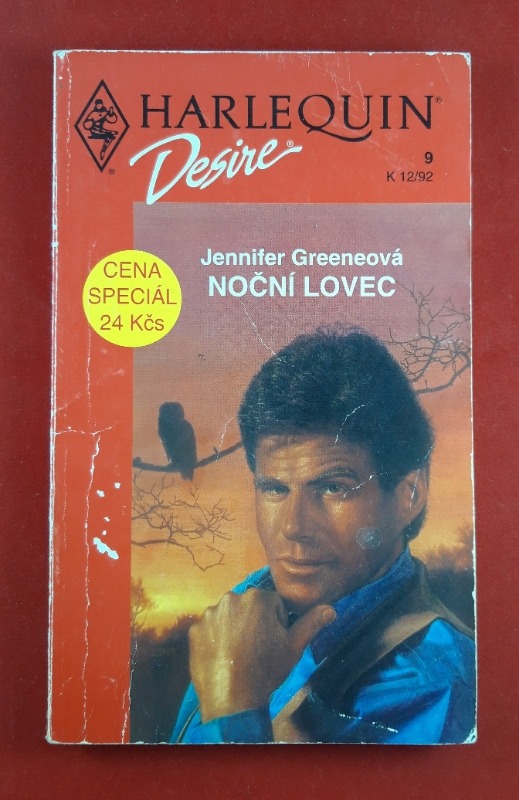 HARLEQUIN®
Desire®
9
K 12/92
Jennifer Greeneová
NOČNÍ LOVEC
CENA
SPECIÁL
24 Kčs
®